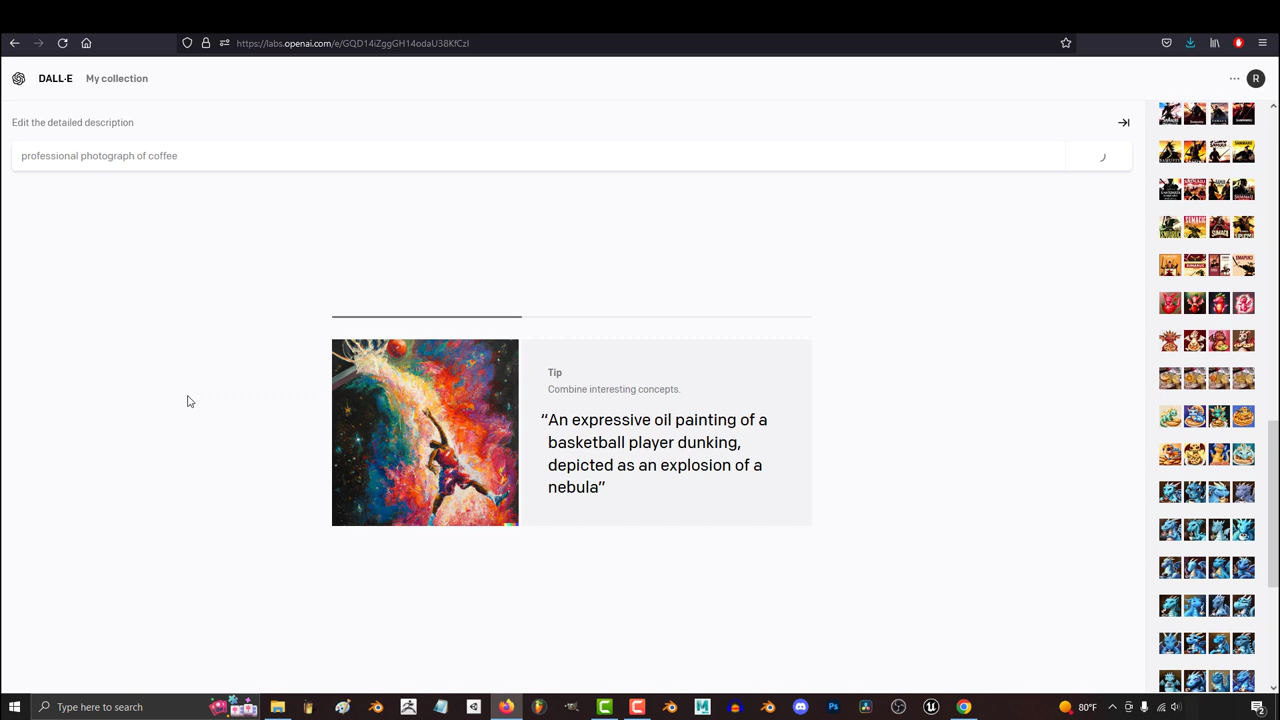 https://labs.openai.com/e/GQD14iZggGH14odaU38KfCzI
DALL·E
My collection
R
Edit the detailed description
professional photograph of coffee
Tip
Combine interesting concepts.
“An expressive oil painting of a
basketball player dunking,
depicted as an explosion of a
nebula”
Type here to search
80°F
2